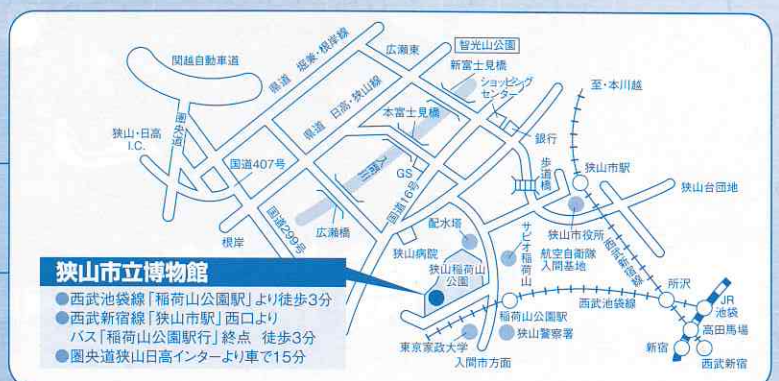 関越自動車道
県道 堀兼・根岸線
広瀬東
智光山公園
新富士見橋
ショッピング
センター
至・本川越
県道 日高・狭山線
本富士見橋
圏央道
狭山・日高
I.C.
国道407号
入間川
GS
国道16号
銀行
歩道橋
狭山市駅
狭山台団地
国道299号
根岸
広瀬橋
配水塔
狭山病院
狭山稲荷山
公園
サピオ稲荷山
狭山市役所
航空自衛隊
入間基地
西武新宿線
所沢
西武池袋線
稲荷山公園駅
狭山警察署
東京家政大学
入間市方面
JR
池袋
高田馬場
新宿
西武新宿
狭山市立博物館
●西武池袋線「稲荷山公園駅」より徒歩3分
●西武新宿線「狭山市駅」西口より
バス「稲荷山公園駅行」終点 徒歩3分
●圏央道狭山日高インターより車で15分